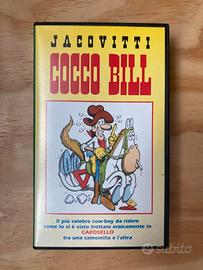 JACOVITTI
COCCO BILL
Il più celebre cow-boy da ridere
come lo si è visto trottare eroicamente in
CAROSELLO
tra una camomilla e l'altra
subito